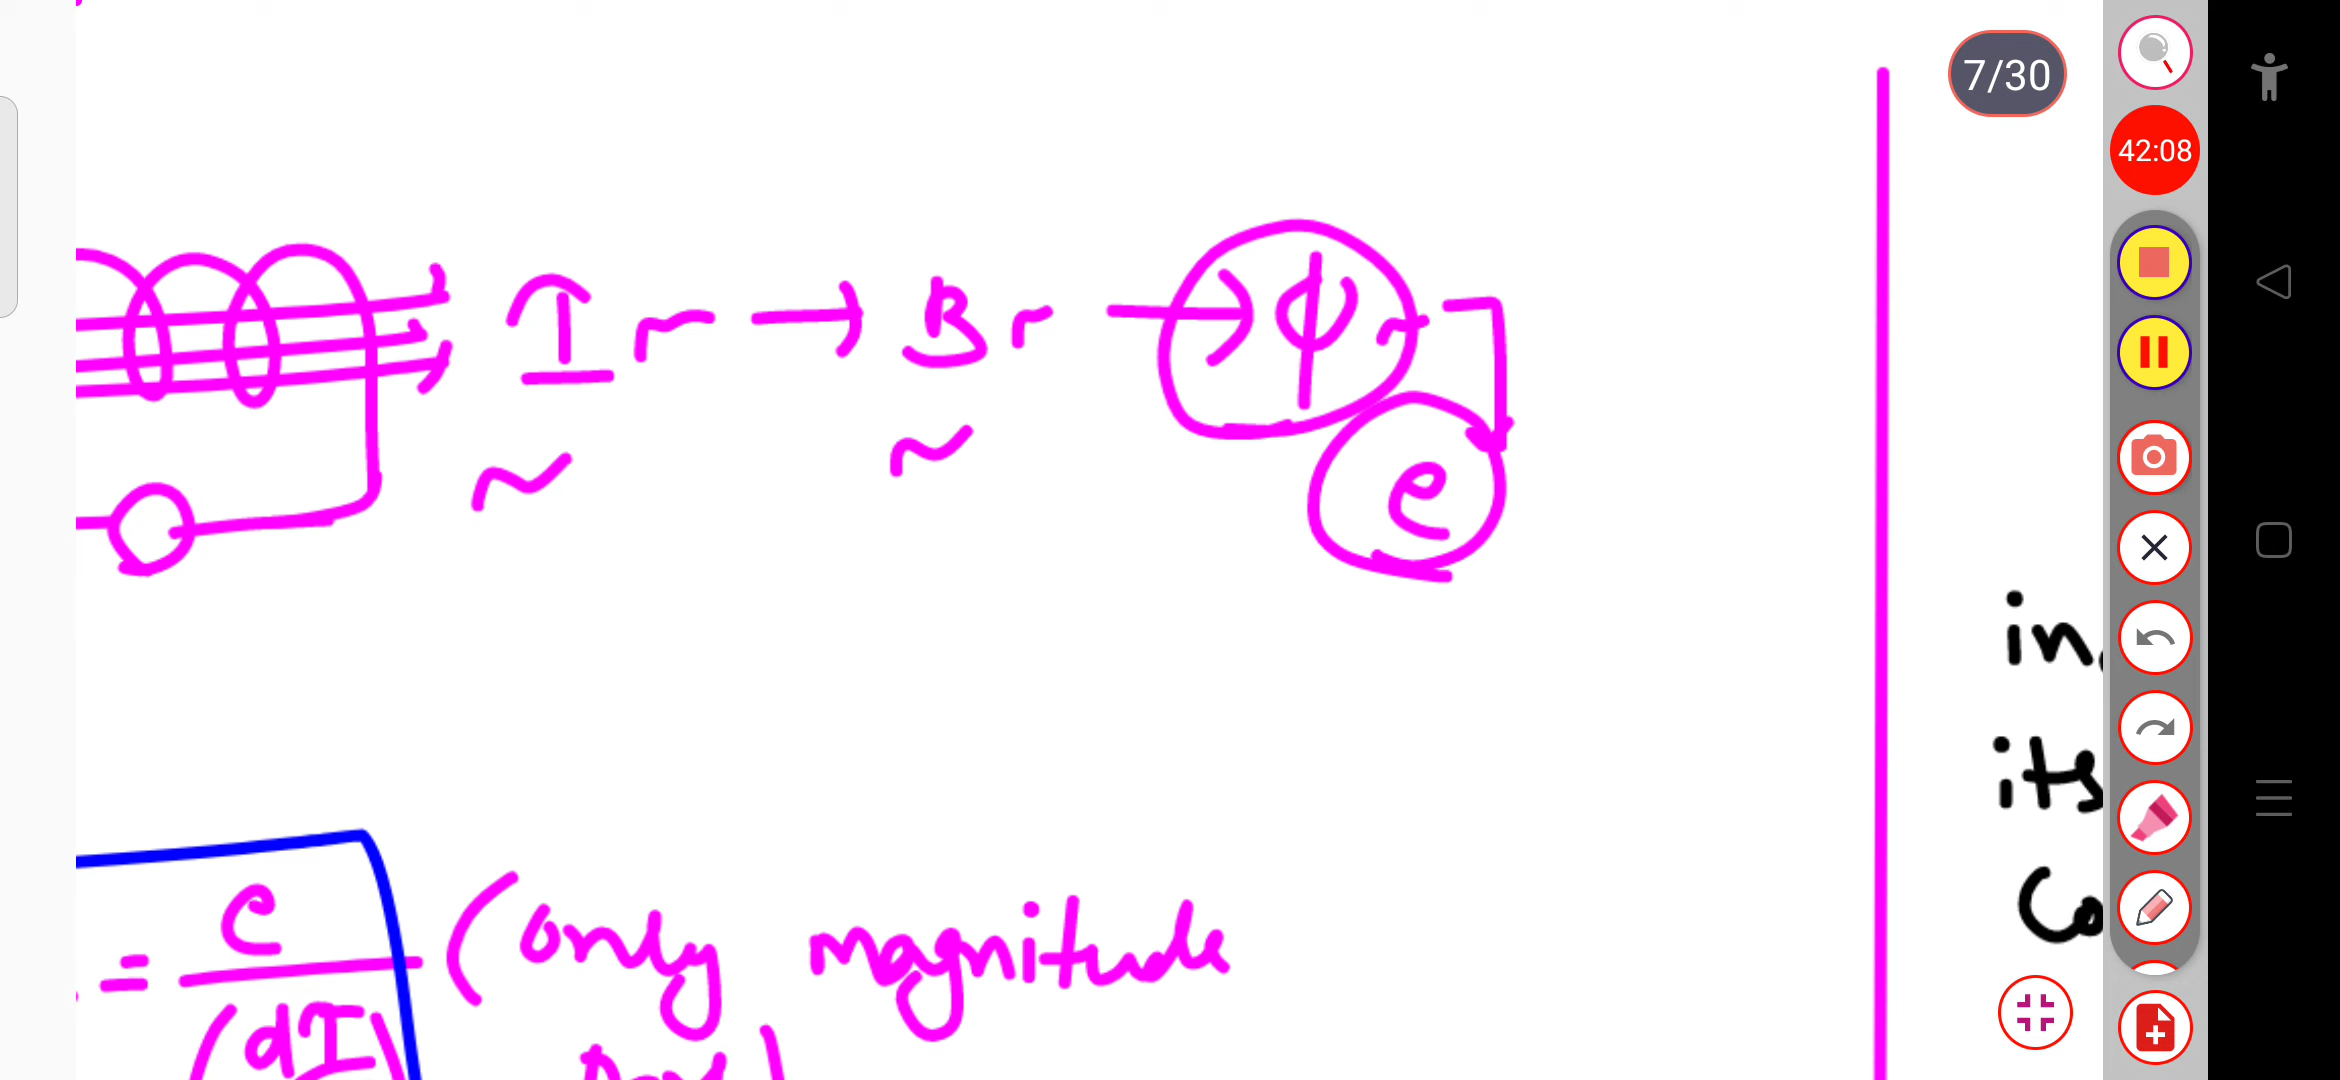 7/30
42:08
I ~ → B ~ → ϕ ~
~ ~
e
in
its
Co
= e (only magnitude
(dI)